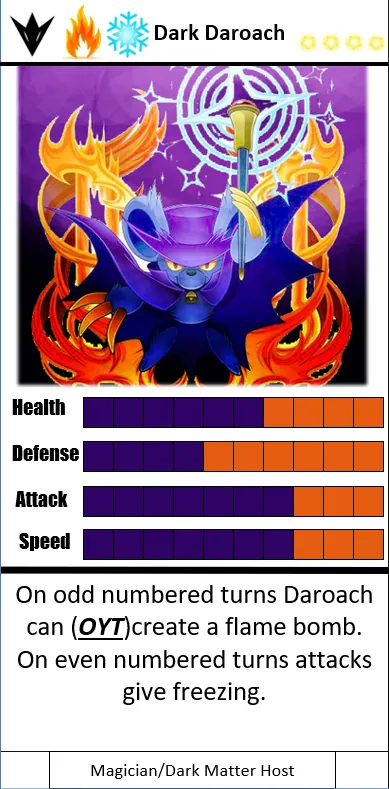 Dark Daroach
Health
Defense
Attack
Speed
On odd numbered turns Daroach
can (OYT)create a flame bomb.
On even numbered turns attacks
give freezing.
Magician/Dark Matter Host